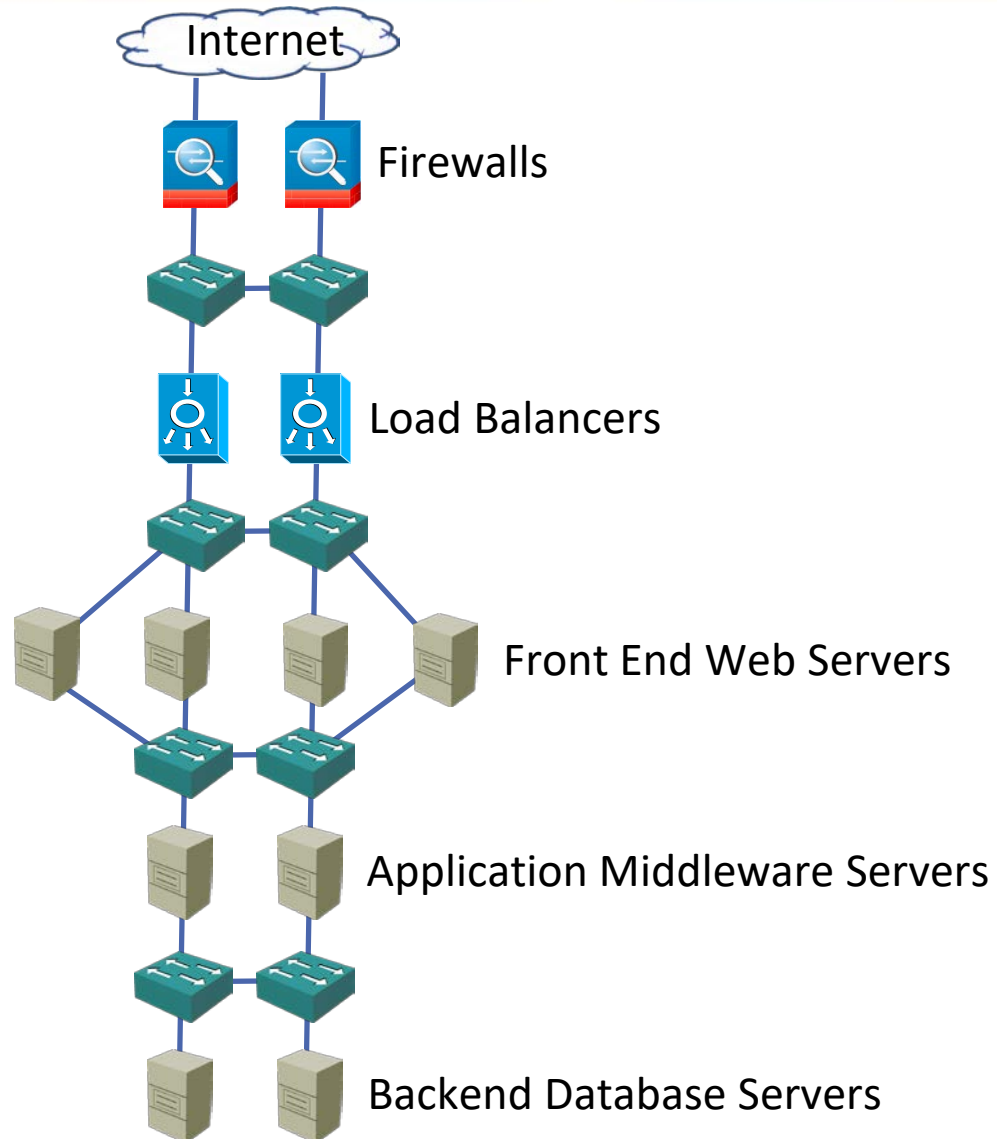 Internet
Firewalls
Load Balancers
Front End Web Servers
Application Middleware Servers
Backend Database Servers